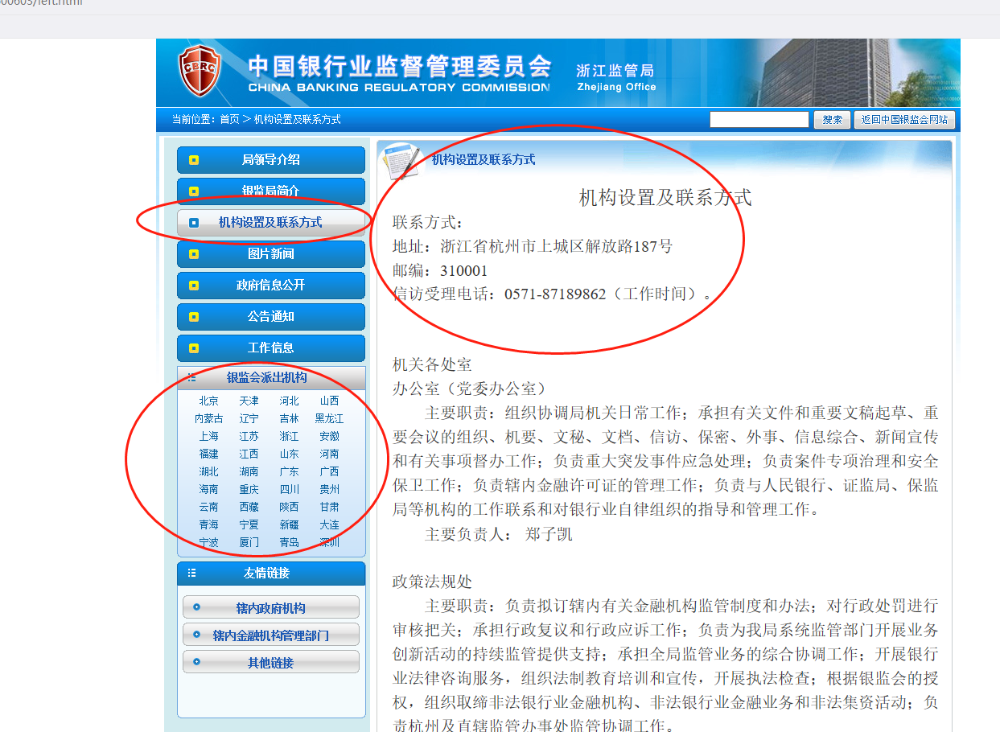 00603/left.html
CBRC
中国银行业监督管理委员会
CHINA BANKING REGULATORY COMMISSION
浙江监管局
Zhejiang Office
当前位置：首页 > 机构设置及联系方式
搜索
返回中国银监会网站
局领导介绍
银监局简介
机构设置及联系方式
图片新闻
政府信息公开
公告通知
工作信息
银监会派出机构
北京 天津 河北 山西
内蒙古 辽宁 吉林 黑龙江
上海 江苏 浙江 安徽
福建 江西 山东 河南
湖北 湖南 广东 广西
海南 重庆 四川 贵州
云南 西藏 陕西 甘肃
青海 宁夏 新疆 大连
宁波 厦门 青岛 深圳
友情链接
辖内政府机构
辖内金融机构管理部门
其他链接
机构设置及联系方式
机构设置及联系方式
联系方式：
地址：浙江省杭州市上城区解放路187号
邮编：310001
信访受理电话：0571-87189862（工作时间）。
机关各处室
办公室（党委办公室）
主要职责：组织协调局机关日常工作；承担有关文件和重要文稿起草、重
要会议的组织、机要、文秘、文档、信访、保密、外事、信息综合、新闻宣传
和有关事项督办工作；负责重大突发事件应急处理；负责案件专项治理和安全
保卫工作；负责辖内金融许可证的管理工作；负责与人民银行、证监局、保监
局等机构的工作联系和对银行业自律组织的指导和管理工作。
主要负责人： 郑子凯
政策法规处
主要职责：负责拟订辖内有关金融机构监管制度和办法；对行政处罚进行
审核把关；承担行政复议和行政应诉工作；负责为我局系统监管部门开展业务
创新活动的持续监管提供支持；承担全局监管业务的综合协调工作；开展银行
业法律咨询服务，组织法制教育培训和宣传，开展执法检查；根据银监会的授
权，组织取缔非法银行业金融机构、非法银行业金融业务和非法集资活动；负
责杭州及直辖监管办事处监管协调工作。